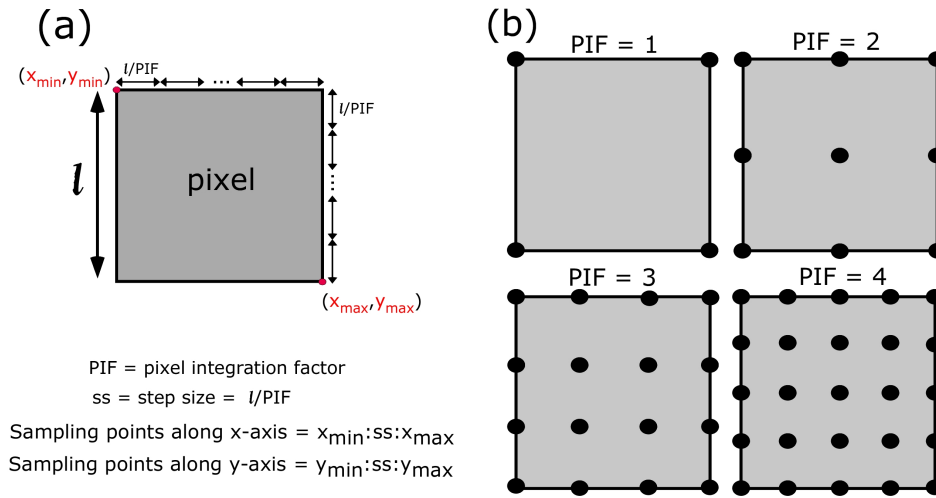 (a)
l/PIF
...
(xmin,ymin)
l/PIF
l
pixel
...
(xmax,ymax)
PIF = pixel integration factor
ss = step size = l/PIF
Sampling points along x-axis = xmin:ss:xmax
Sampling points along y-axis = ymin:ss:ymax
(b)
PIF = 1
PIF = 2
PIF = 3
PIF = 4